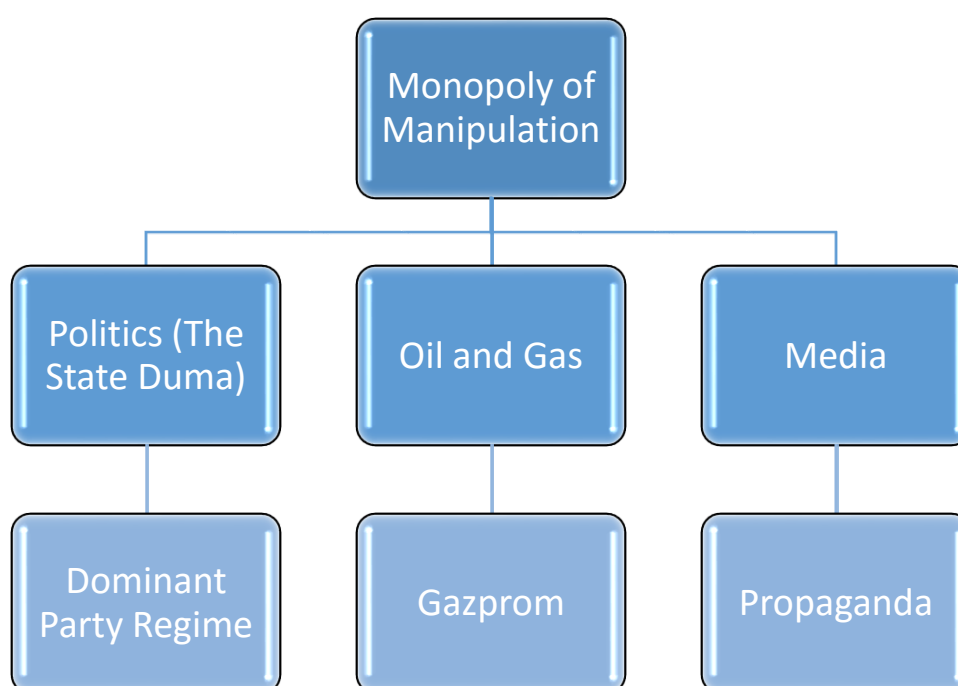 Monopoly of
Manipulation
Politics (The
State Duma)
Oil and Gas
Media
Dominant
Party Regime
Gazprom
Propaganda